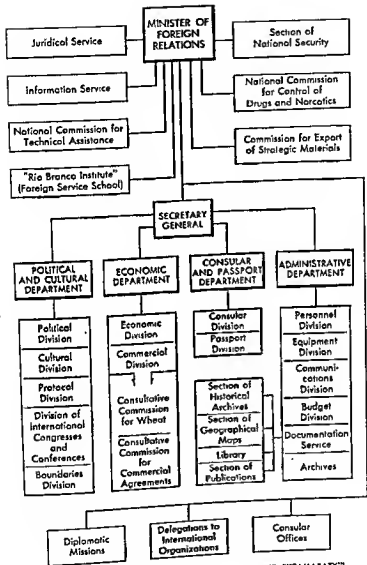 MINISTER OF
FOREIGN
RELATIONS
Juridical Service
Section of
National Security
Information Service
National Commission
for Control of
Drugs and Narcotics
National Commission for
Technical Assistance
Commission for Export
of Strategic Materials
"Rio Branco Institute"
(Foreign Service School)
SECRETARY
GENERAL
POLITICAL
AND CULTURAL
DEPARTMENT
ECONOMIC
DEPARTMENT
CONSULAR
AND PASSPORT
DEPARTMENT
ADMINISTRATIVE
DEPARTMENT
Political
Division
Cultural
Division
Protocol
Division
Division of
International
Congresses
and
Conferences
Boundaries
Division
Economic
Division
Commercial
Division
Consultative
Commission
for Wheat
Consultative
Commission
for
Commercial
Agreements
Consular
Division
Passport
Division
Section of
Historical
Archives
Section of
Geographical
Maps
Library
Section of
Publications
Personnel
Division
Equipment
Division
Communi-
cations
Division
Budget
Division
Documentation
Service
Archives
Diplomatic
Missions
Delegations to
International
Organizations
Consular
Offices